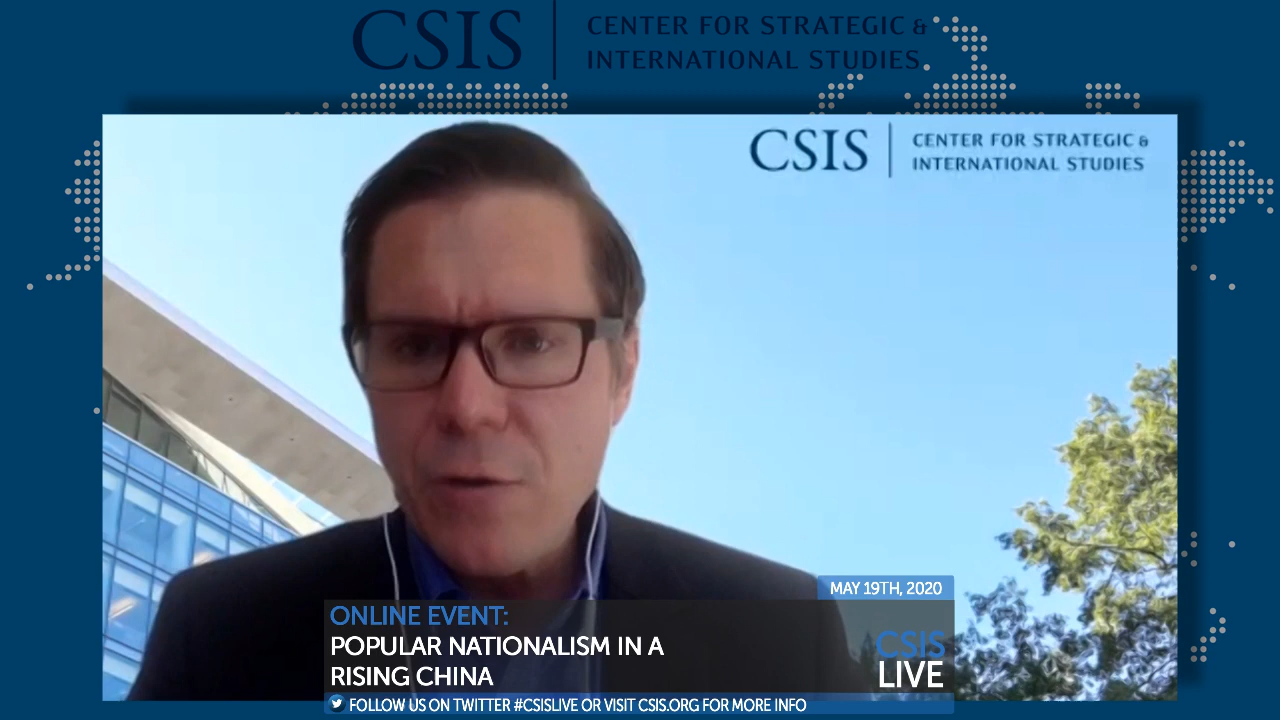 CSIS
CENTER FOR STRATEGIC &
INTERNATIONAL STUDIES
CSIS
CENTER FOR STRATEGIC &
INTERNATIONAL STUDIES
MAY 19TH, 2020
ONLINE EVENT:
POPULAR NATIONALISM IN A
RISING CHINA
CSIS
LIVE
FOLLOW US ON TWITTER #CSISLIVE OR VISIT CSIS.ORG FOR MORE INFO